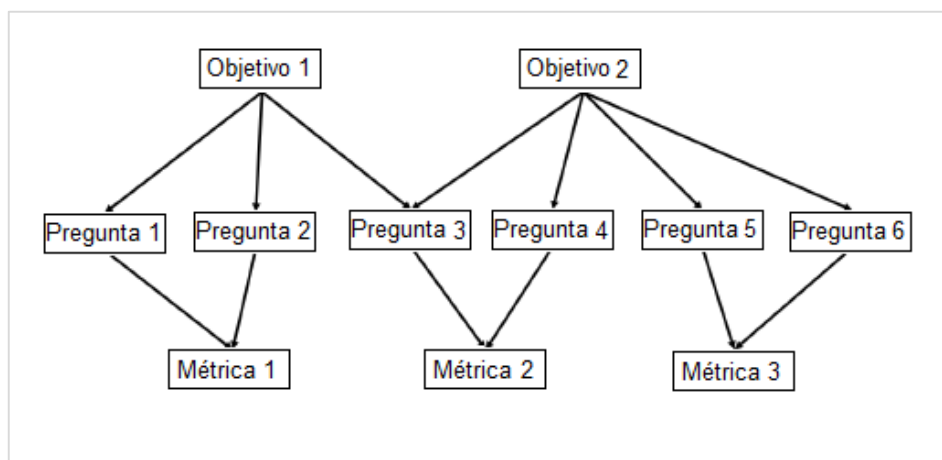 Objetivo 1
Objetivo 2
Pregunta 1
Pregunta 2
Pregunta 3
Pregunta 4
Pregunta 5
Pregunta 6
Métrica 1
Métrica 2
Métrica 3